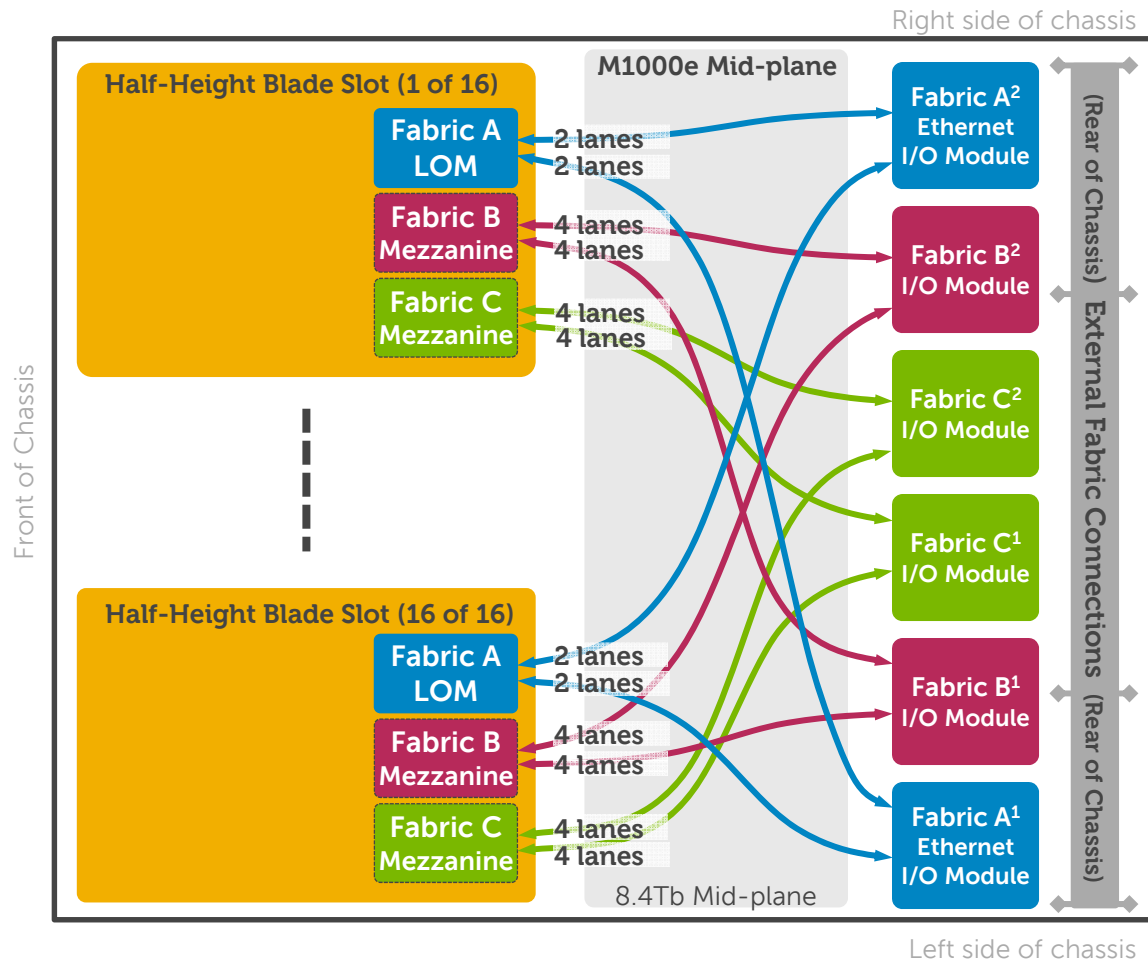 Right side of chassis
Half-Height Blade Slot (1 of 16)
Fabric A
LOM
Fabric B
Mezzanine
Fabric C
Mezzanine
M1000e Mid-plane
2 lanes
2 lanes
4 lanes
4 lanes
4 lanes
4 lanes
Fabric A²
Ethernet
I/O Module
Fabric B²
I/O Module
Fabric C²
I/O Module
Fabric C¹
I/O Module
Fabric B¹
I/O Module
Fabric A¹
Ethernet
I/O Module
(Rear of Chassis)
External Fabric Connections
(Rear of Chassis)
Front of Chassis
Half-Height Blade Slot (16 of 16)
Fabric A
LOM
Fabric B
Mezzanine
Fabric C
Mezzanine
2 lanes
2 lanes
4 lanes
4 lanes
4 lanes
4 lanes
8.4Tb Mid-plane
Left side of chassis